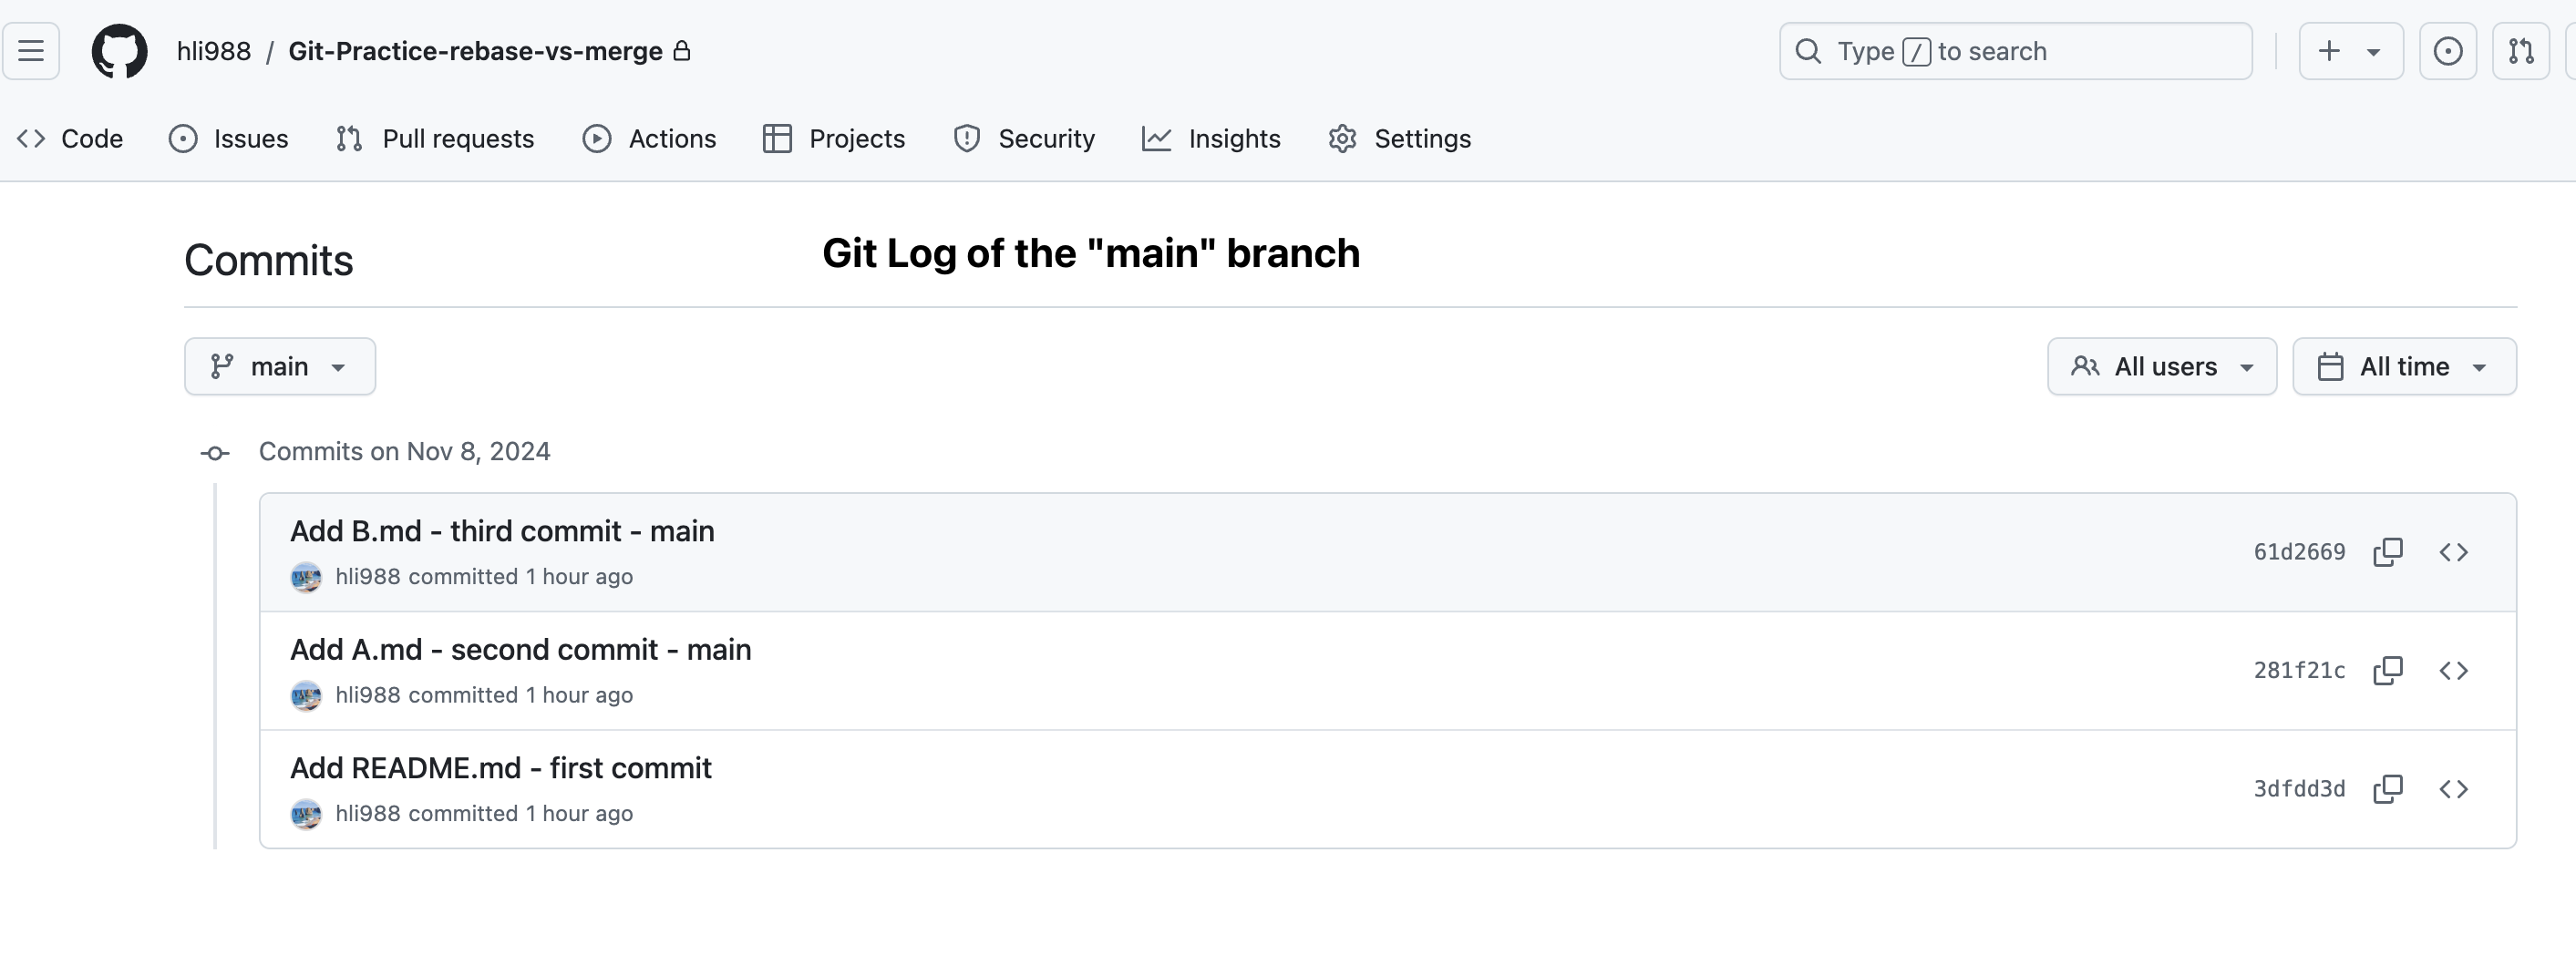 hli988 / Git-Practice-rebase-vs-merge
Type / to search
Code Issues Pull requests Actions Projects Security Insights Settings
Commits
Git Log of the "main" branch
main
All users
All time
Commits on Nov 8, 2024
Add B.md - third commit - main
hli988 committed 1 hour ago
61d2669
Add A.md - second commit - main
hli988 committed 1 hour ago
281f21c
Add README.md - first commit
hli988 committed 1 hour ago
3dfdd3d